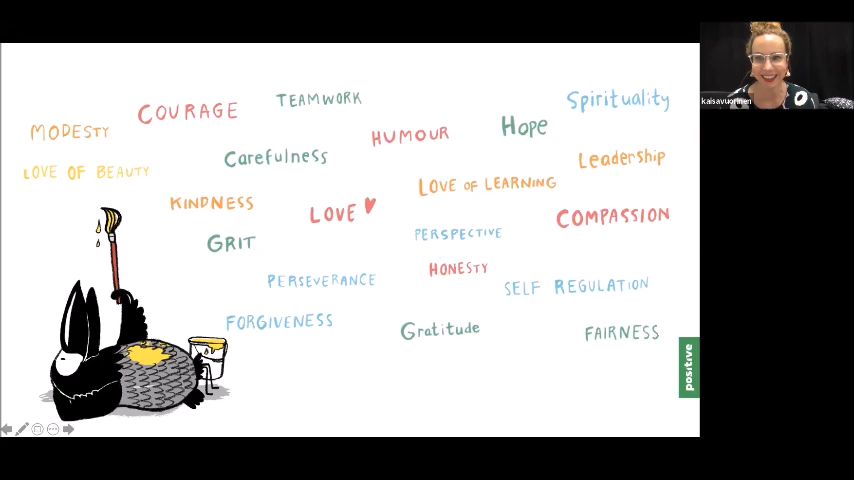 kaisavuorinen
TEAMWORK
Spirituality
COURAGE
MODESTY
HUMOUR
Hope
Carefulness
Leadership
LOVE OF BEAUTY
LOVE OF LEARNING
KINDNESS
LOVE
COMPASSION
GRIT
PERSPECTIVE
HONESTY
PERSEVERANCE
SELF REGULATION
FORGIVENESS
Gratitude
FAIRNESS
positive